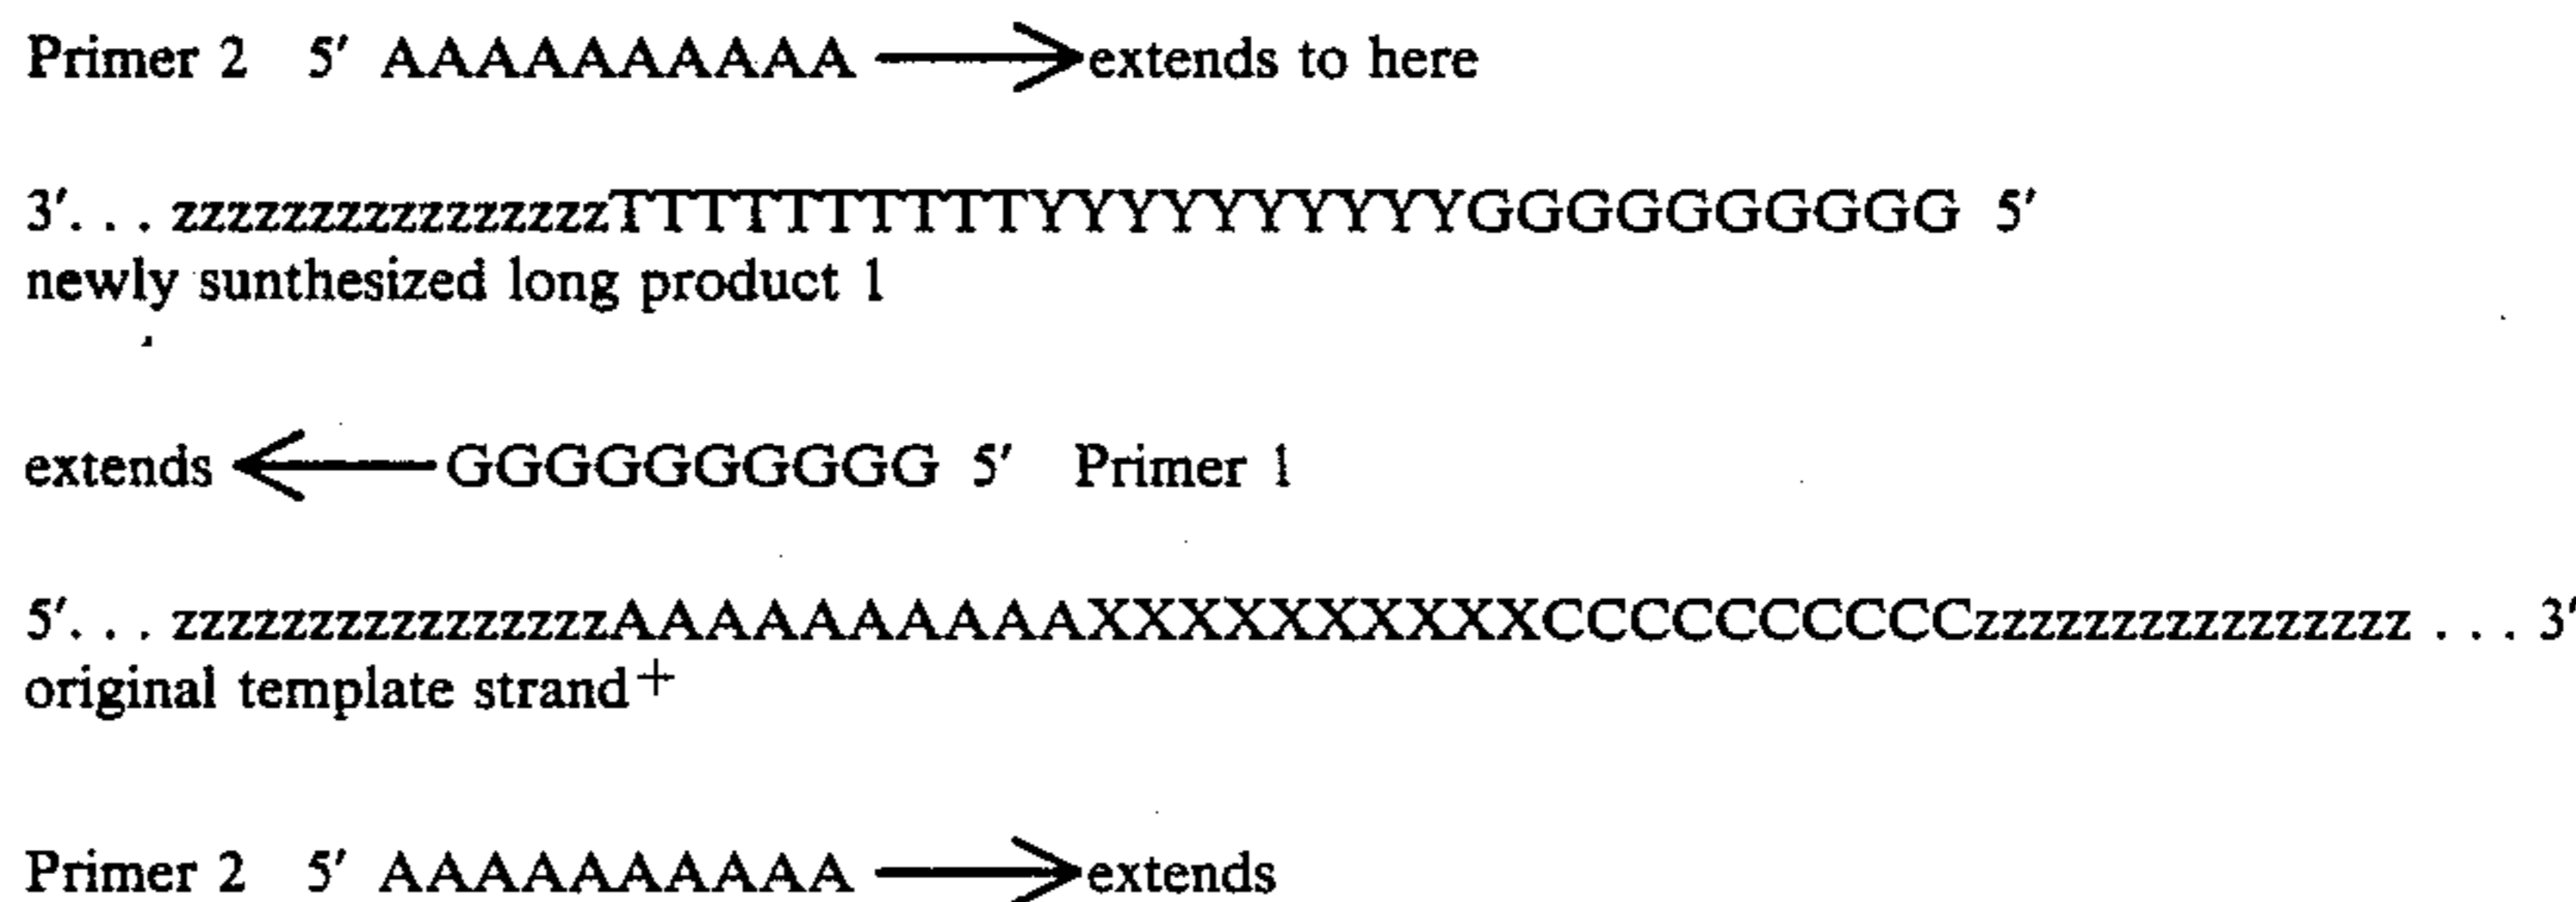 Primer 2 5′ AAAAAAAAAA ⟶ extends to here
3′. . . zzzzzzzzzzzzzzzzTTTTTTTTTTYYYYYYYYYYGGGGGGGGGG 5′
newly sunthesized long product 1
extends ⟵ GGGGGGGGGG 5′ Primer 1
5′. . . zzzzzzzzzzzzzzzzAAAAAAAAAAXXXXXXXXXXCCCCCCCCCCzzzzzzzzzzzzzzzz . . . 3′
original template strand+
Primer 2 5′ AAAAAAAAAA ⟶ extends